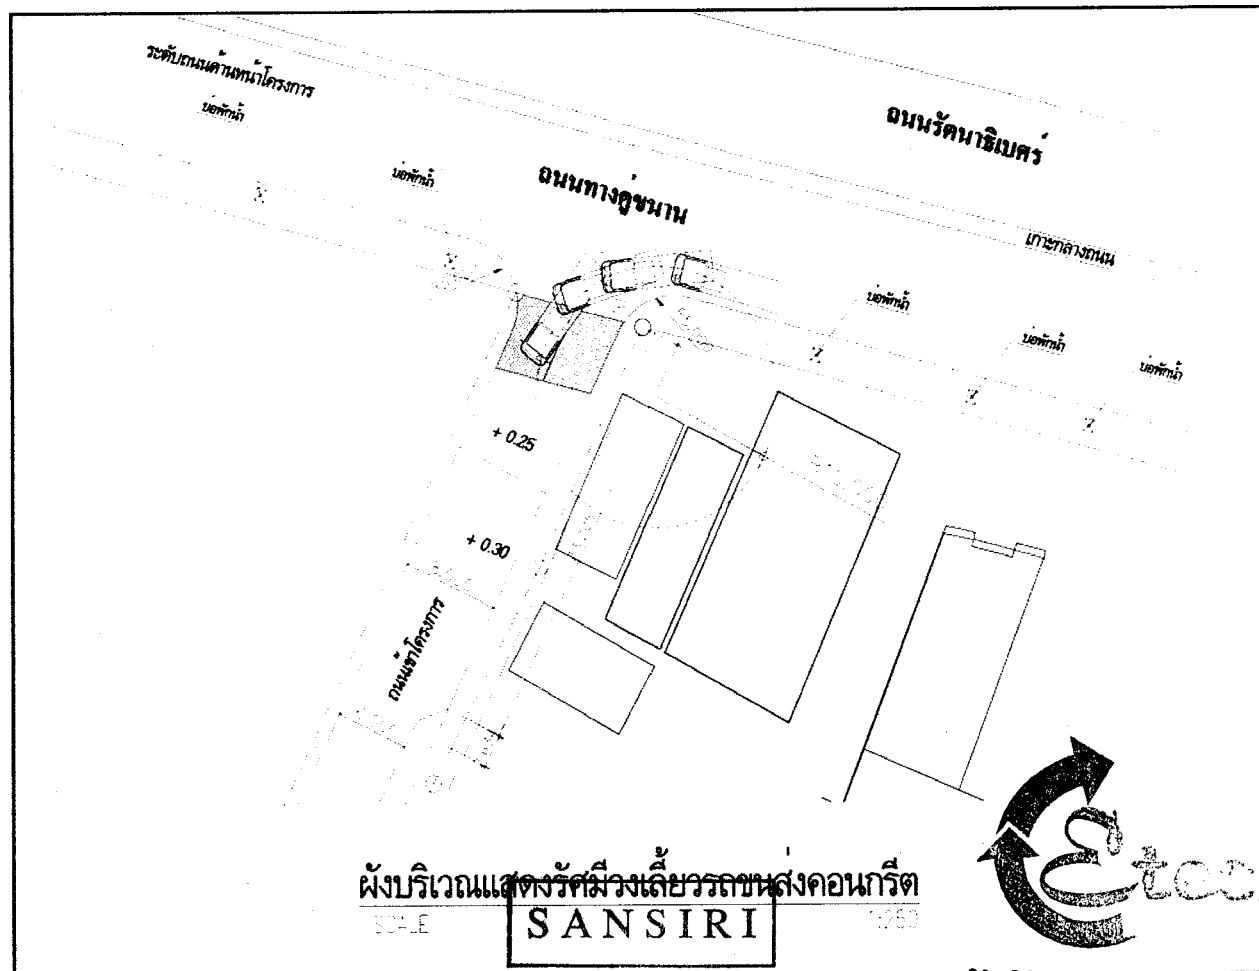 ระดับถนนด้านหน้าโครงการ
บ่อพักน้ำ
บ่อพักน้ำ
ถนนทางคู่ขนาน
ถนนรัตนาธิเบศร์
เกาะกลางถนน
บ่อพักน้ำ
บ่อพักน้ำ
บ่อพักน้ำ
+ 0.25
+ 0.30
ถนนเข้าโครงการ
ผังบริเวณแสดงรัศมีวงเลี้ยวรถขนส่งคอนกรีต
SCALE 1:250
SANSIRI
Etec